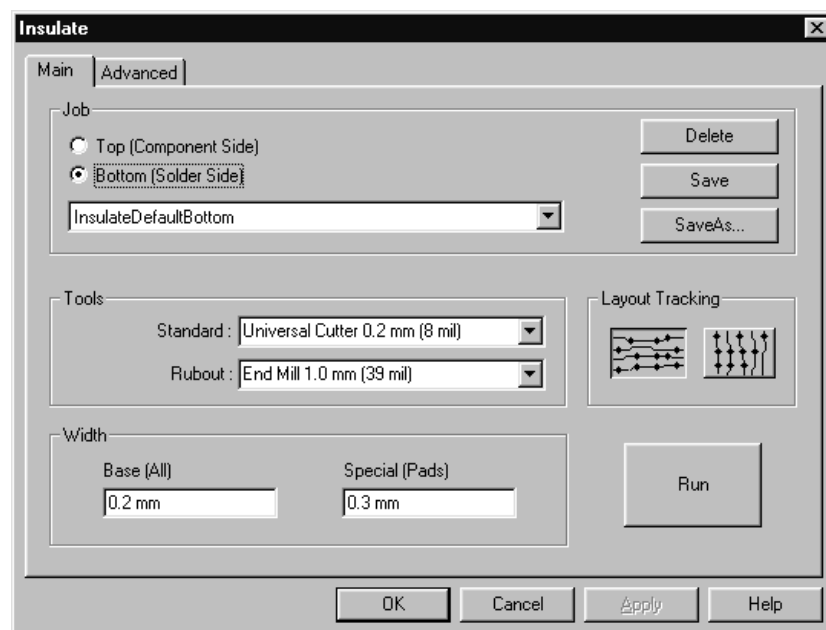 Insulate
Main Advanced
Job
Top (Component Side)
Bottom (Solder Side)
InsulateDefaultBottom
Delete
Save
SaveAs...
Tools
Standard : Universal Cutter 0.2 mm (8 mil)
Rubout : End Mill 1.0 mm (39 mil)
Layout Tracking
Width
Base (All) Special (Pads)
0.2 mm 0.3 mm
Run
OK Cancel Apply Help